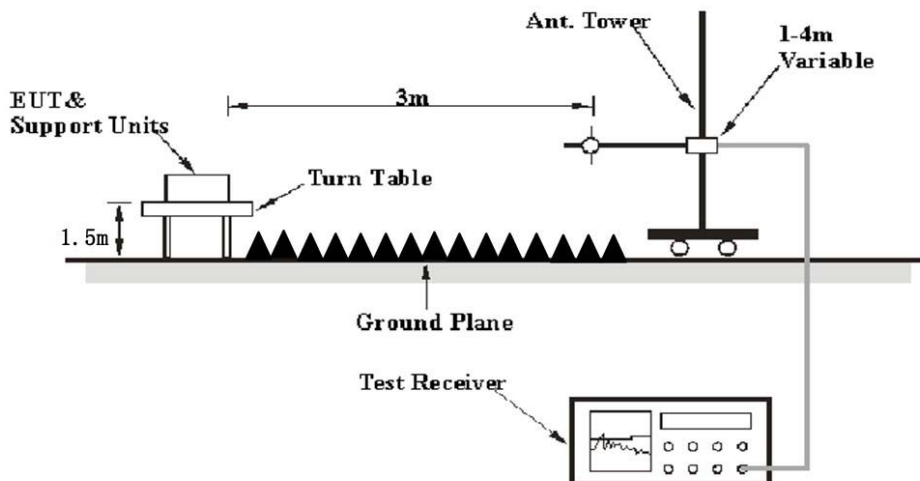 Ant. Tower
1-4m
Variable
EUT&
Support Units
3m
Turn Table
1.5m
Ground Plane
Test Receiver